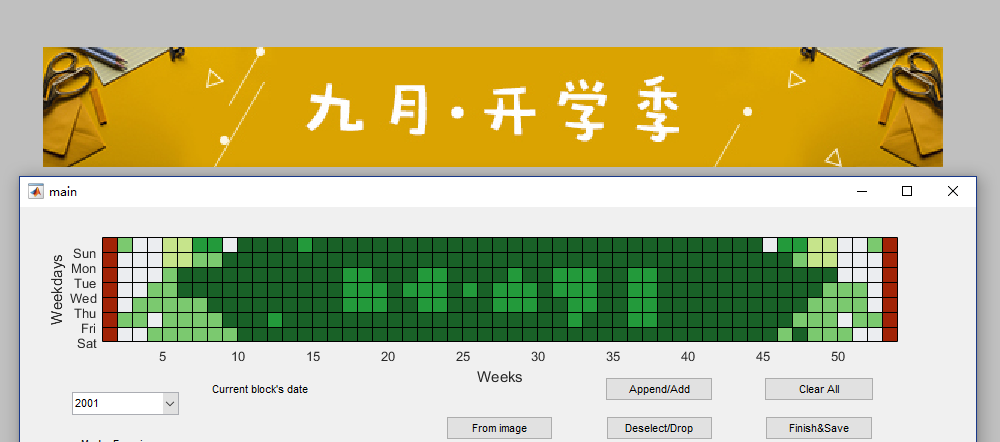 九月·开学季
main
Weekdays
Sun
Mon
Tue
Wed
Thu
Fri
Sat
5 10 15 20 25 30 35 40 45 50
Weeks
Current block's date
Append/Add
Clear All
2001
From image
Deselect/Drop
Finish&Save